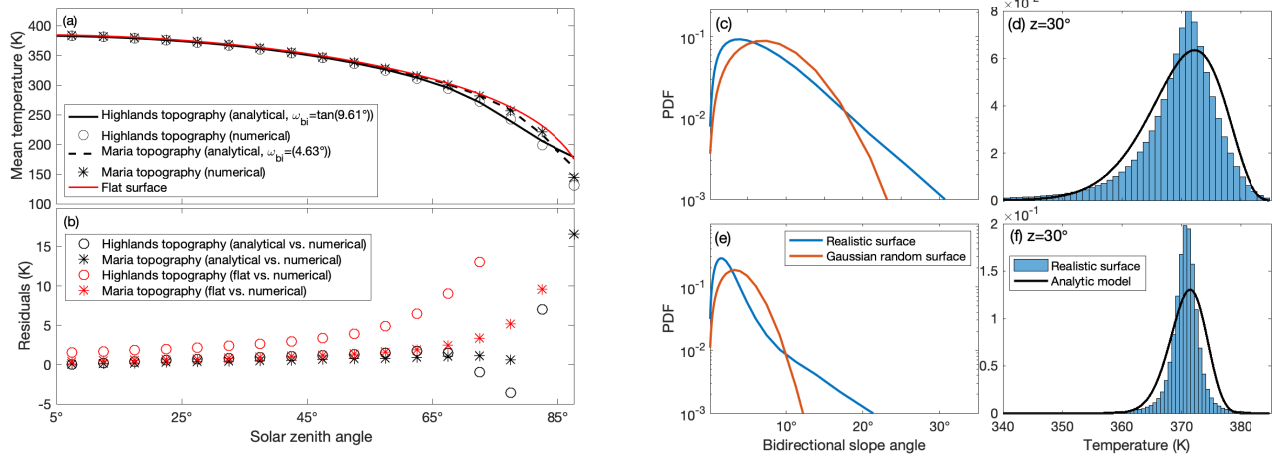 (a)
400
350
300
250
200
150
100
Mean temperature (K)
Highlands topography (analytical, ω_bi=tan(9.61°))
Highlands topography (numerical)
Maria topography (analytical, ω_bi=(4.63°))
Maria topography (numerical)
Flat surface
(b)
15
10
5
0
-5
Residuals (K)
Highlands topography (analytical vs. numerical)
Maria topography (analytical vs. numerical)
Highlands topography (flat vs. numerical)
Maria topography (flat vs. numerical)
5° 25° 45° 65° 85°
Solar zenith angle
(c)
10⁻¹
10⁻²
10⁻³
PDF
(d) z=30°
8
6
4
2
0
(e)
10⁻¹
10⁻²
10⁻³
PDF
Realistic surface
Gaussian random surface
10° 20° 30°
Bidirectional slope angle
×10⁻¹
(f) z=30°
2
1.5
1
0.5
0
Realistic surface
Analytic model
340 360 370 380
Temperature (K)